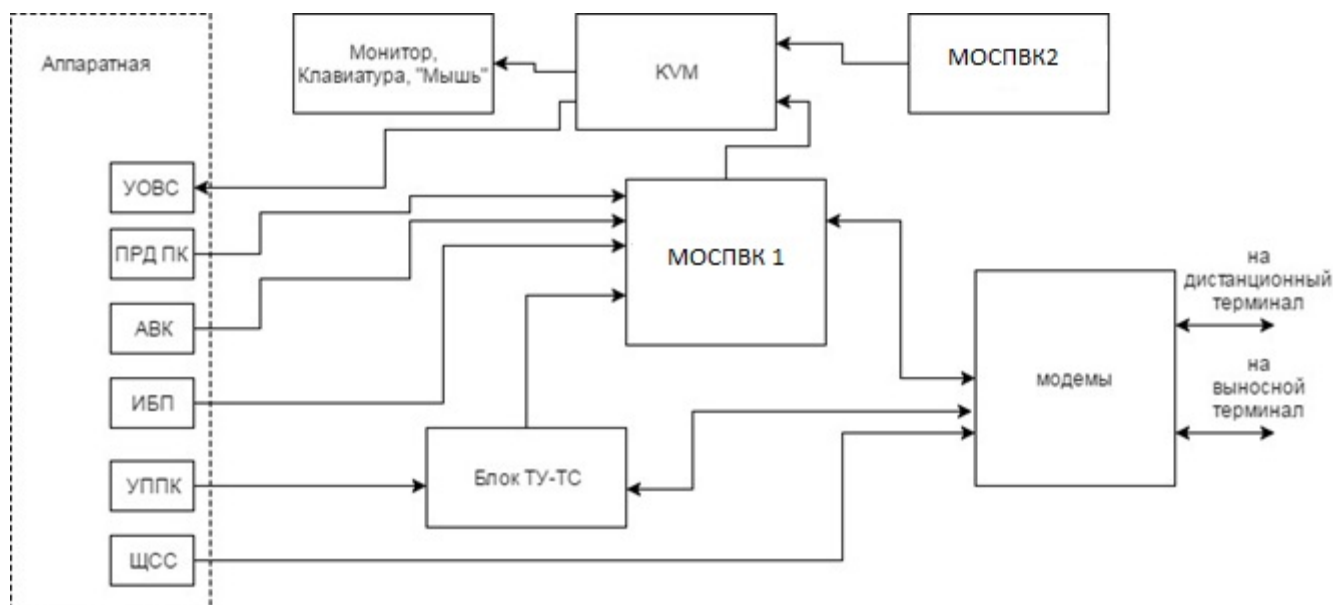 Аппаратная
Монитор,
Клавиатура, "Мышь"
KVM
МОСПВК2
УОВС
ПРД ПК
АВК
ИБП
УППК
ЩСС
МОСПВК 1
Блок ТУ-ТС
модемы
на
дистанционный
терминал
на
выносной
терминал